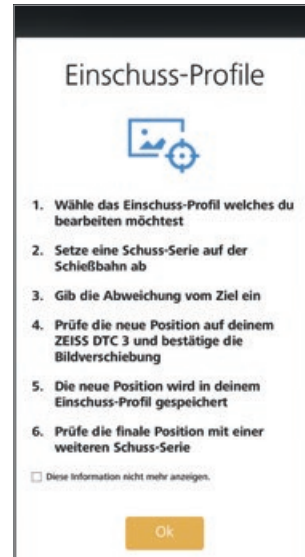 Einschuss-Profile
1. Wähle das Einschuss-Profil welches du
bearbeiten möchtest
2. Setze eine Schuss-Serie auf der
Schießbahn ab
3. Gib die Abweichung vom Ziel ein
4. Prüfe die neue Position auf deinem
ZEISS DTC 3 und bestätige die
Bildverschiebung
5. Die neue Position wird in deinem
Einschuss-Profil gespeichert
6. Prüfe die finale Position mit einer
weiteren Schuss-Serie
Diese Information nicht mehr anzeigen.
Ok